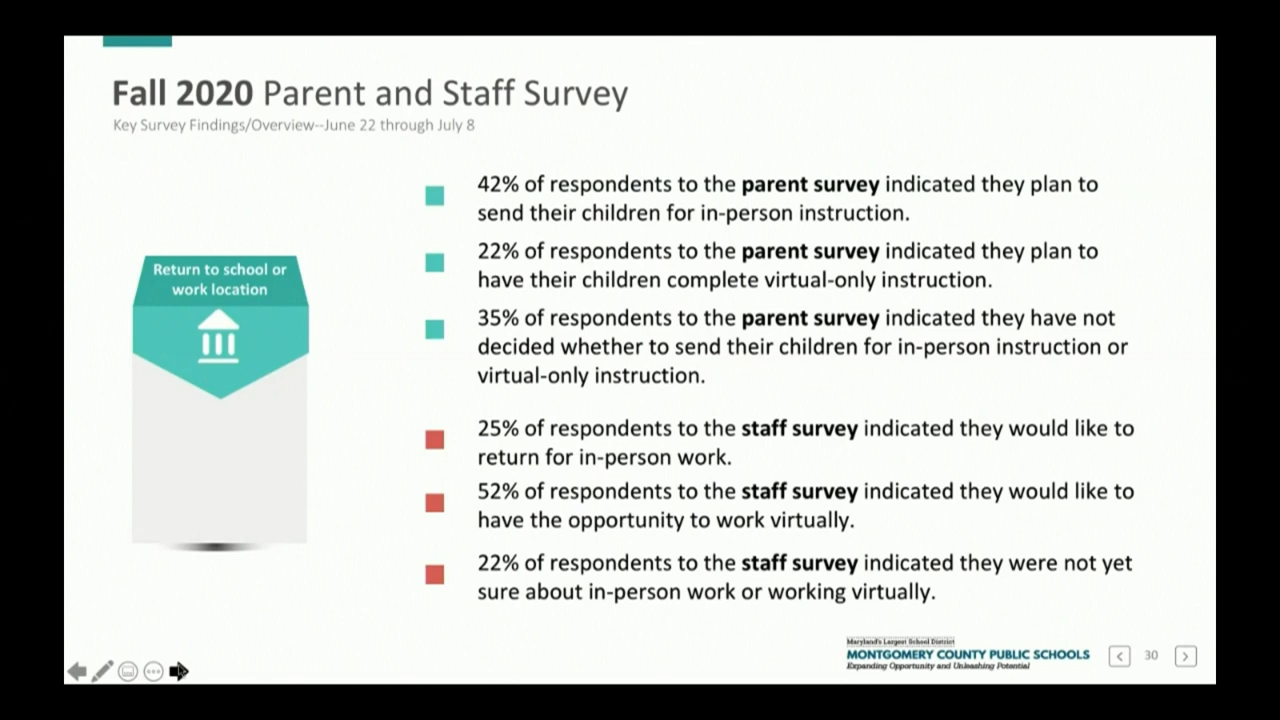 Fall 2020 Parent and Staff Survey
Key Survey Findings/Overview--June 22 through July 8
Return to school or
work location
42% of respondents to the parent survey indicated they plan to
send their children for in-person instruction.
22% of respondents to the parent survey indicated they plan to
have their children complete virtual-only instruction.
35% of respondents to the parent survey indicated they have not
decided whether to send their children for in-person instruction or
virtual-only instruction.
25% of respondents to the staff survey indicated they would like to
return for in-person work.
52% of respondents to the staff survey indicated they would like to
have the opportunity to work virtually.
22% of respondents to the staff survey indicated they were not yet
sure about in-person work or working virtually.
Maryland's Largest School District
MONTGOMERY COUNTY PUBLIC SCHOOLS
Expanding Opportunity and Unleashing Potential
30